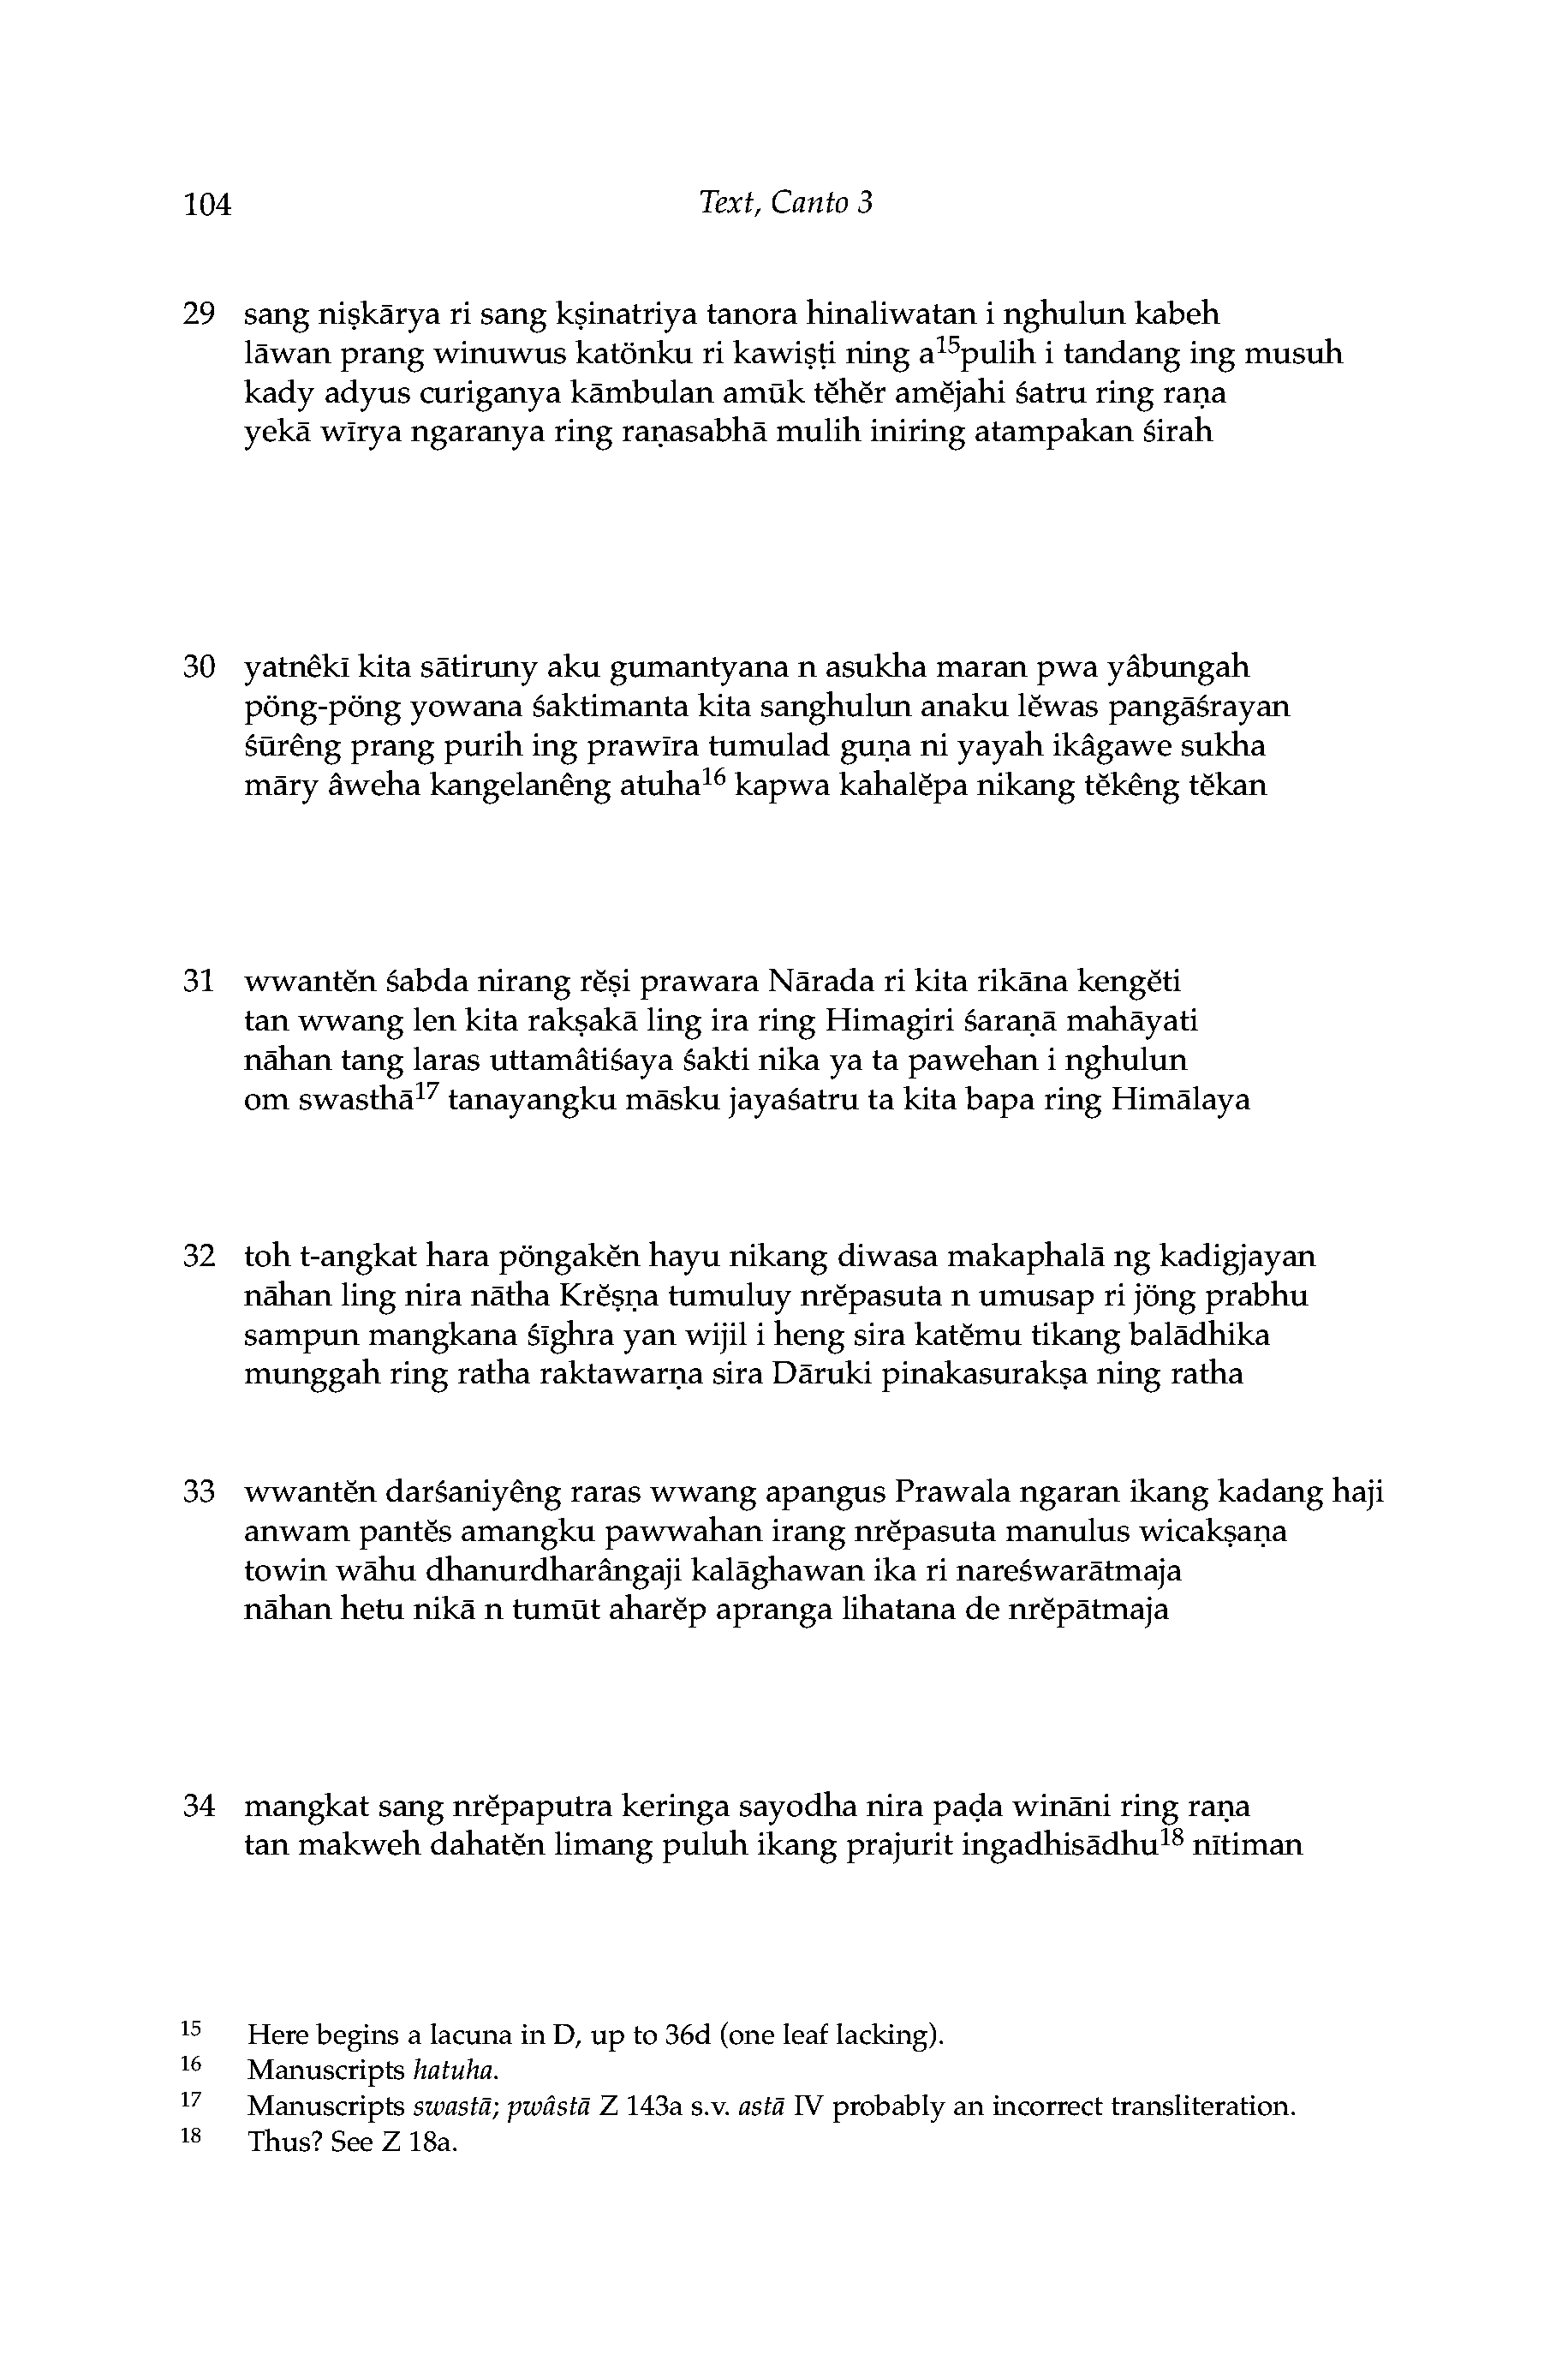 104 Text, Canto 3
29 sang niṣkārya ri sang kṣinatriya tanora hinaliwatan i nghulun kabeh
lāwan prang winuwus katönku ri kawiṣṭi ning a¹⁵pulih i tandang ing musuh
kady adyus curiganya kāmbulan amūk tĕhĕr amĕjahi śatru ring raṇa
yekā wīrya ngaranya ring raṇasabhā mulih iniring atampakan śirah
30 yatnêkī kita sātiruny aku gumantyana n asukha maran pwa yâbungah
pöng-pöng yowana śaktimanta kita sanghulun anaku lĕwas pangāśrayan
śūrêng prang purih ing prawīra tumulad guṇa ni yayah ikâgawe sukha
māry âweha kangelanêng atuha¹⁶ kapwa kahalĕpa nikang tĕkêng tĕkan
31 wwantĕn śabda nirang rĕṣi prawara Nārada ri kita rikāna kengĕti
tan wwang len kita rakṣakā ling ira ring Himagiri śaraṇā mahāyati
nāhan tang laras uttamâtiśaya śakti nika ya ta pawehan i nghulun
om swasthā¹⁷ tanayangku māsku jayaśatru ta kita bapa ring Himālaya
32 toh t-angkat hara pöngakĕn hayu nikang diwasa makaphalā ng kadigjayan
nāhan ling nira nātha Krĕṣṇa tumuluy nrĕpasuta n umusap ri jöng prabhu
sampun mangkana śīghra yan wijil i heng sira katĕmu tikang balādhika
munggah ring ratha raktawarṇa sira Dāruki pinakasurakṣa ning ratha
33 wwantĕn darśaniyêng raras wwang apangus Prawala ngaran ikang kadang haji
anwam pantĕs amangku pawwahan irang nrĕpasuta manulus wicakṣaṇa
towin wāhu dhanurdharângaji kalāghawan ika ri nareśwarātmaja
nāhan hetu nikā n tumūt aharĕp apranga lihatana de nrĕpātmaja
34 mangkat sang nrĕpaputra keringa sayodha nira paḍa wināni ring raṇa
tan makweh dahatĕn limang puluh ikang prajurit ingadhisādhu¹⁸ nītiman
15 Here begins a lacuna in D, up to 36d (one leaf lacking).
16 Manuscripts hatuha.
17 Manuscripts swastā; pwâstā Z 143a s.v. astā IV probably an incorrect transliteration.
18 Thus? See Z 18a.